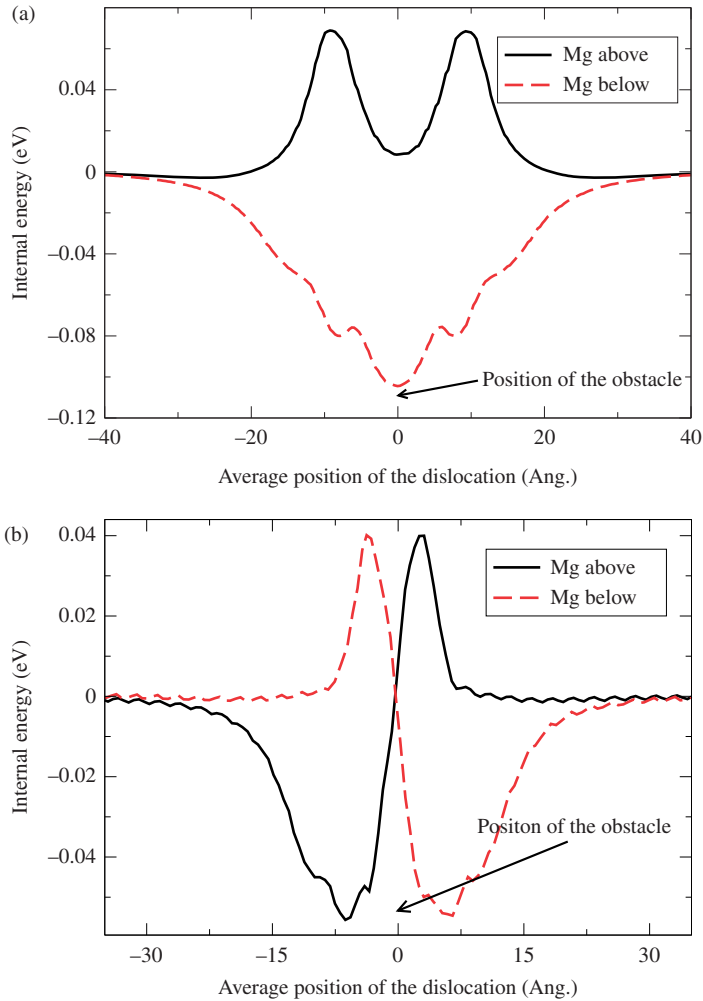 (a)
Mg above
Mg below
0.04
0
−0.04
−0.08
−0.12
Internal energy (eV)
Position of the obstacle
−40
−20
0
20
40
Average position of the dislocation (Ang.)
(b)
0.04
Mg above
Mg below
0.02
0
−0.02
−0.04
Internal energy (eV)
Positon of the obstacle
−30
−15
0
15
30
Average position of the dislocation (Ang.)